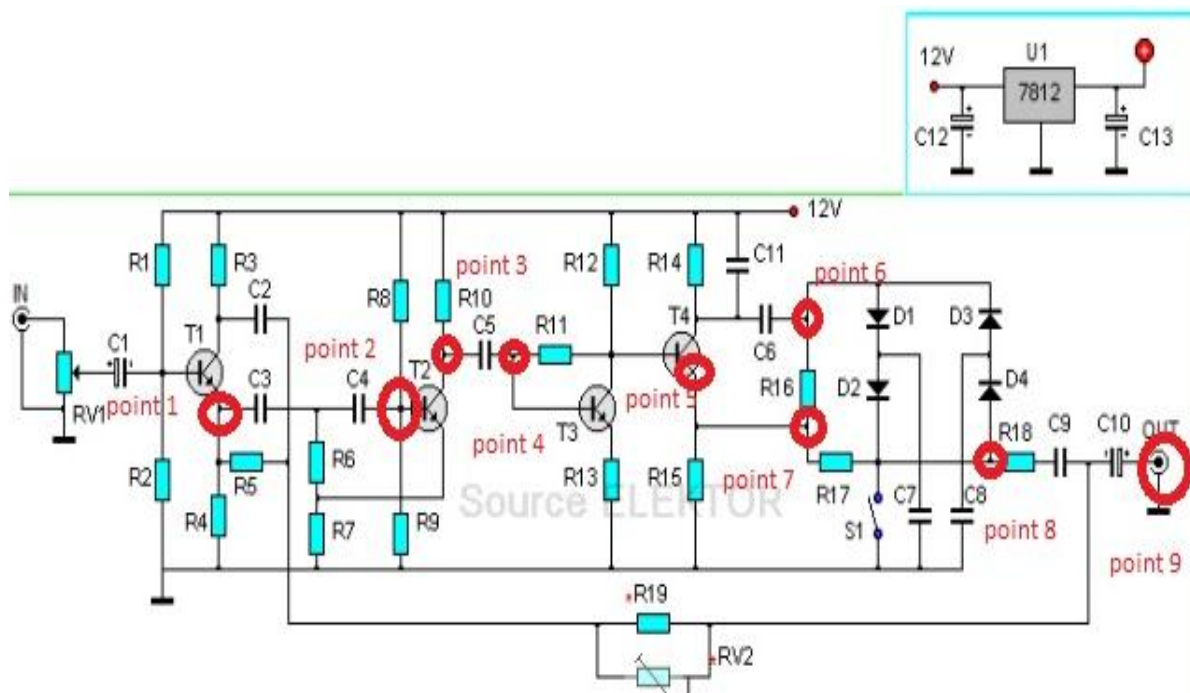 U1
12V
7812
C12
C13
12V
R1
R3
C2
R8
point 3
R10
R12
R14
C11
point 6
IN
C1
T1
point 2
C5
R11
T4
C6
D1
D3
C3
C4
T2
point 1
RV1
point 4
T3
point 5
R16
D2
D4
R18
C9
C10
OUT
R2
R5
R6
R13
R15
point 7
R17
Source ELEKTOR
R4
R7
R9
S1
C7
C8
point 8
point 9
R19
RV2